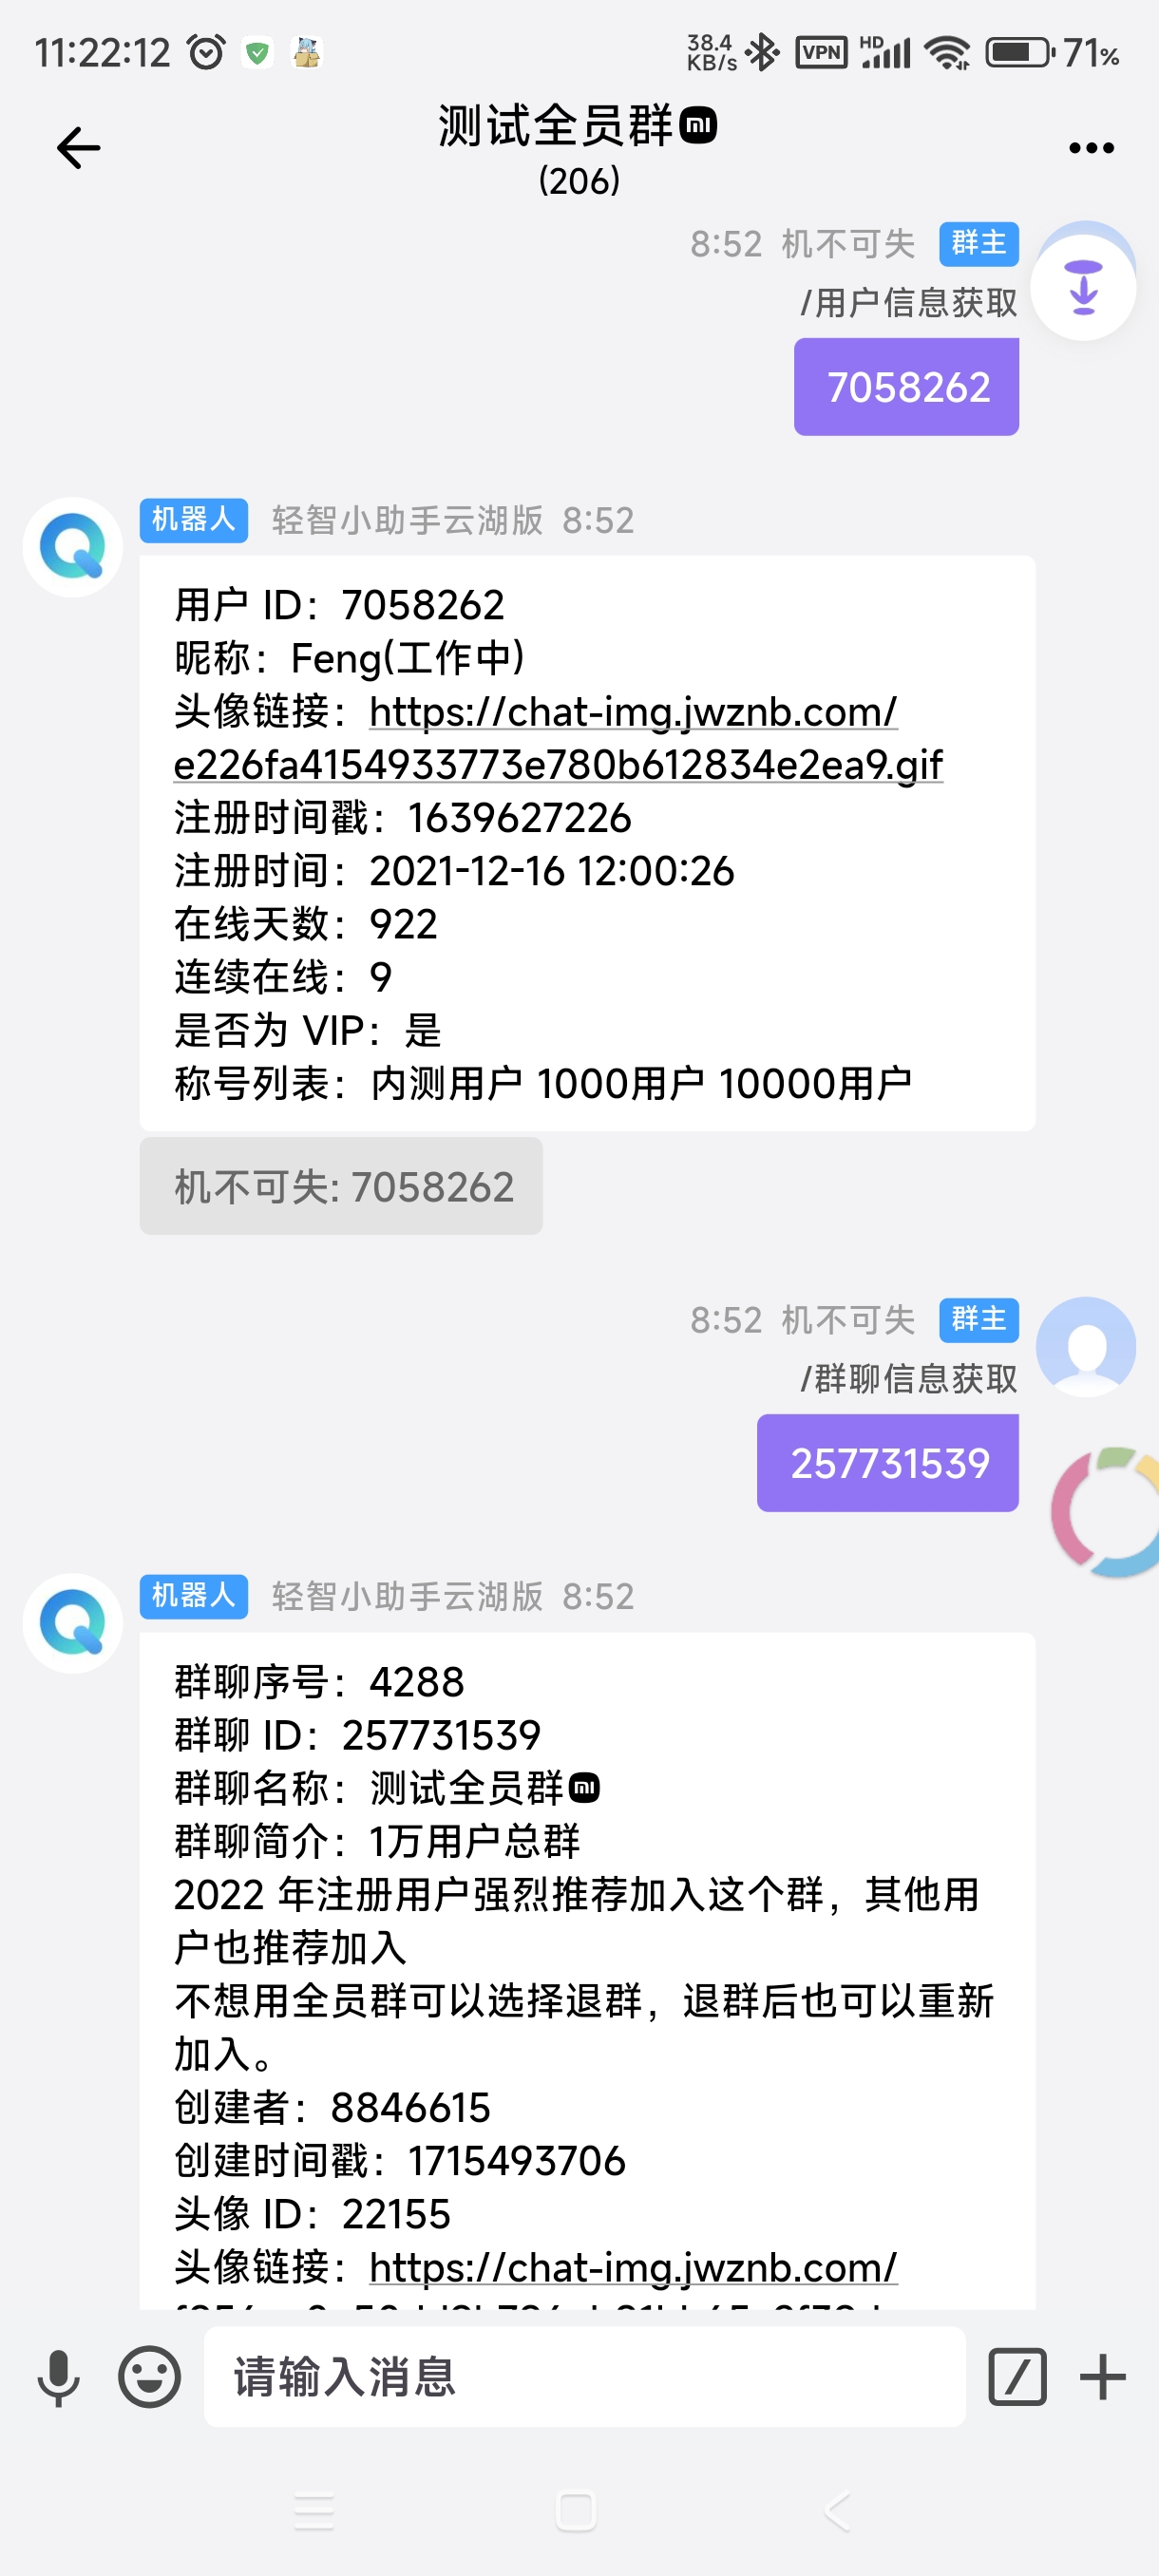 11:22:12
38.4 KB/s VPN HD 71%
测试全员群mi
(206)
8:52 机不可失 群主
/用户信息获取
7058262
机器人 轻智小助手云湖版 8:52
用户 ID：7058262
昵称：Feng(工作中)
头像链接：https://chat-img.jwznb.com/
e226fa4154933773e780b612834e2ea9.gif
注册时间戳：1639627226
注册时间：2021-12-16 12:00:26
在线天数：922
连续在线：9
是否为 VIP：是
称号列表：内测用户 1000用户 10000用户
机不可失: 7058262
8:52 机不可失 群主
/群聊信息获取
257731539
机器人 轻智小助手云湖版 8:52
群聊序号：4288
群聊 ID：257731539
群聊名称：测试全员群mi
群聊简介：1万用户总群
2022 年注册用户强烈推荐加入这个群，其他用
户也推荐加入
不想用全员群可以选择退群，退群后也可以重新
加入。
创建者：8846615
创建时间戳：1715493706
头像 ID：22155
头像链接：https://chat-img.jwznb.com/
请输入消息